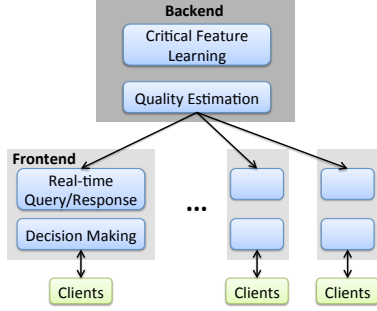 Backend
Critical Feature
Learning
Quality Estimation
Frontend
Real-time
Query/Response
Decision Making
...
Clients
Clients
Clients